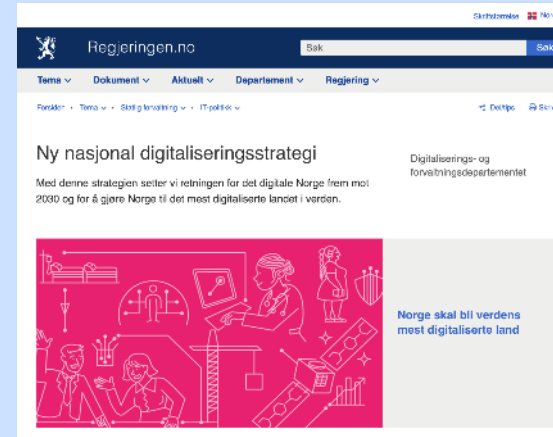 Skriftstørrelse
Regjeringen.no
Søk
Søk
Tema
Dokument
Aktuelt
Departement
Regjering
Forsiden • Tema • Statlig forvaltning • IT-politikk
Del/tips
Ny nasjonal digitaliseringsstrategi
Med denne strategien setter vi retningen for det digitale Norge frem mot
2030 og for å gjøre Norge til det mest digitaliserte landet i verden.
Digitaliserings- og
forvaltningsdepartementet
Norge skal bli verdens
mest digitaliserte land